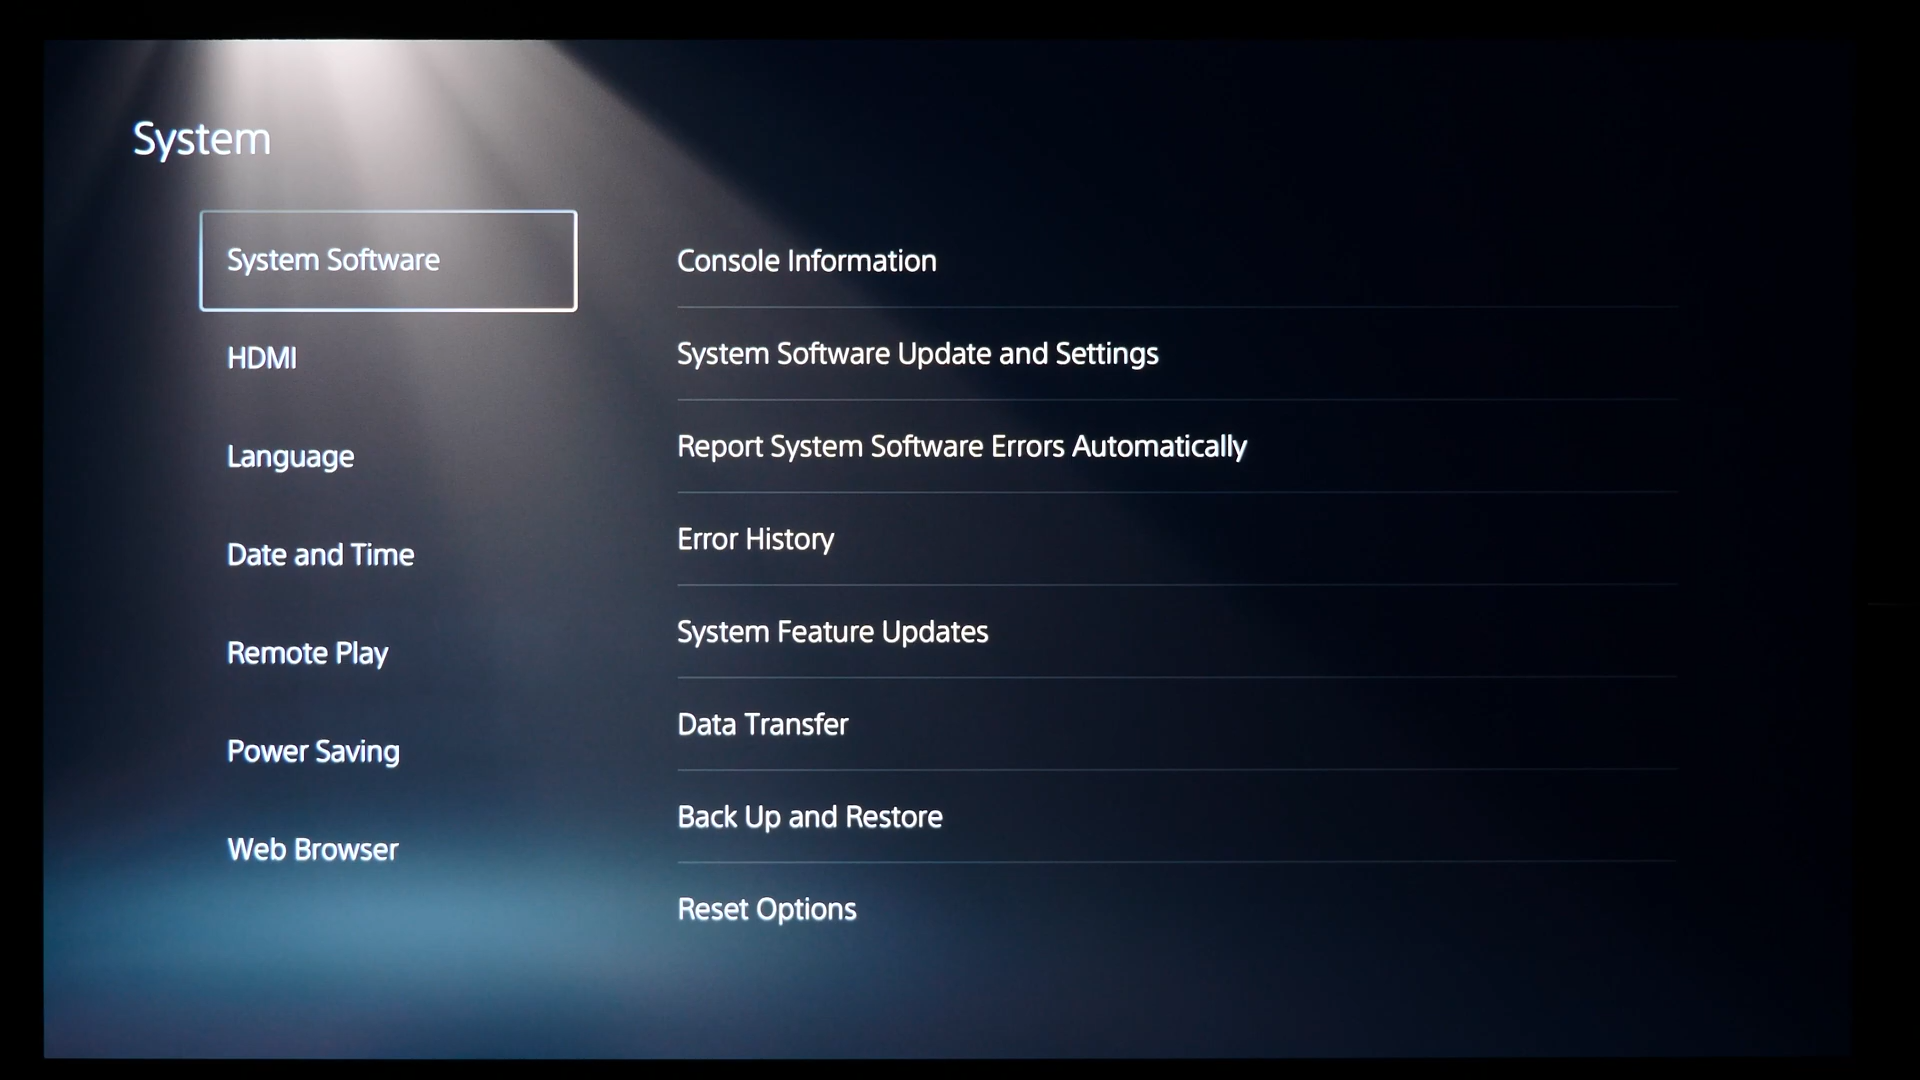 System
System Software
HDMI
Language
Date and Time
Remote Play
Power Saving
Web Browser
Console Information
System Software Update and Settings
Report System Software Errors Automatically
Error History
System Feature Updates
Data Transfer
Back Up and Restore
Reset Options